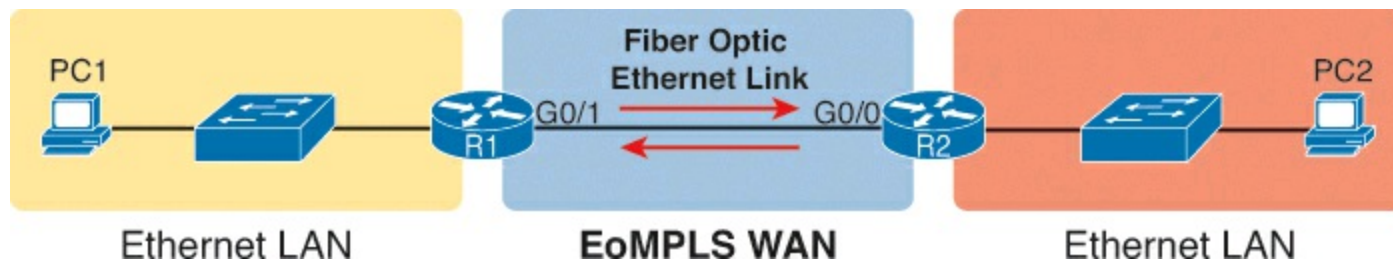 PC1
R1
G0/1
Fiber Optic
Ethernet Link
G0/0
R2
PC2
Ethernet LAN
EoMPLS WAN
Ethernet LAN